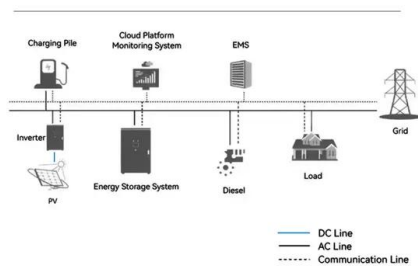 Charging Pile
Cloud Platform
Monitoring System
EMS
Grid
Inverter
PV
Energy Storage System
Diesel
Load
DC Line
AC Line
Communication Line